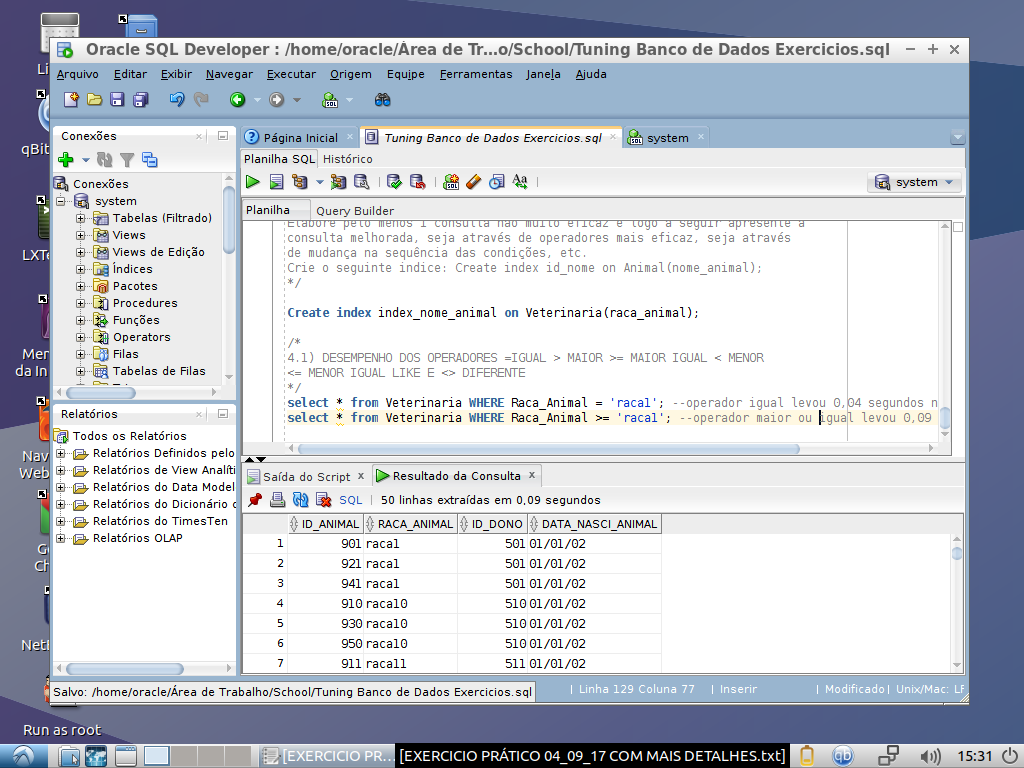 Oracle SQL Developer : /home/oracle/Área de Tr...o/School/Tuning Banco de Dados Exercicios.sql
Arquivo Editar Exibir Navegar Executar Origem Equipe Ferramentas Janela Ajuda
Conexões
Página Inicial
Tuning Banco de Dados Exercicios.sql
system
Planilha SQL Histórico
system
Planilha Query Builder
Conexões
system
Tabelas (Filtrado)
Views
Views de Edição
Índices
Pacotes
Procedures
Funções
Operators
Filas
Tabelas de Filas
Elabore pelo menos 1 consulta não muito eficaz e logo a seguir apresente a
consulta melhorada, seja através de operadores mais eficaz, seja através
de mudança na sequência das condições, etc.
Crie o seguinte indice: Create index id_nome on Animal(nome_animal);
*/
Create index index_nome_animal on Veterinaria(raca_animal);
/*
4.1) DESEMPENHO DOS OPERADORES =IGUAL > MAIOR >= MAIOR IGUAL < MENOR
<= MENOR IGUAL LIKE E <> DIFERENTE
*/
select * from Veterinaria WHERE Raca_Animal = 'raca1'; --operador igual levou 0,04 segundos n
select * from Veterinaria WHERE Raca_Animal >= 'raca1'; --operador maior ou igual levou 0,09
Relatórios
Todos os Relatórios
Relatórios Definidos pelo
Relatórios de View Analíti
Relatórios do Data Model
Relatórios do Dicionário d
Relatórios do TimesTen
Relatórios OLAP
Saída do Script
Resultado da Consulta
SQL | 50 linhas extraídas em 0,09 segundos
ID_ANIMAL RACA_ANIMAL ID_DONO DATA_NASCI_ANIMAL
1 901 raca1 501 01/01/02
2 921 raca1 501 01/01/02
3 941 raca1 501 01/01/02
4 910 raca10 510 01/01/02
5 930 raca10 510 01/01/02
6 950 raca10 510 01/01/02
7 911 raca11 511 01/01/02
Salvo: /home/oracle/Área de Trabalho/School/Tuning Banco de Dados Exercicios.sql
| Linha 129 Coluna 77 | Inserir | Modificado | Unix/Mac: LF
Li
qBit
LXTe
Men
da In
Nav
Web
Ch
Netl
Run as root
[EXERCICIO PR...
[EXERCICIO PRÁTICO 04_09_17 COM MAIS DETALHES.txt]
qb
15:31